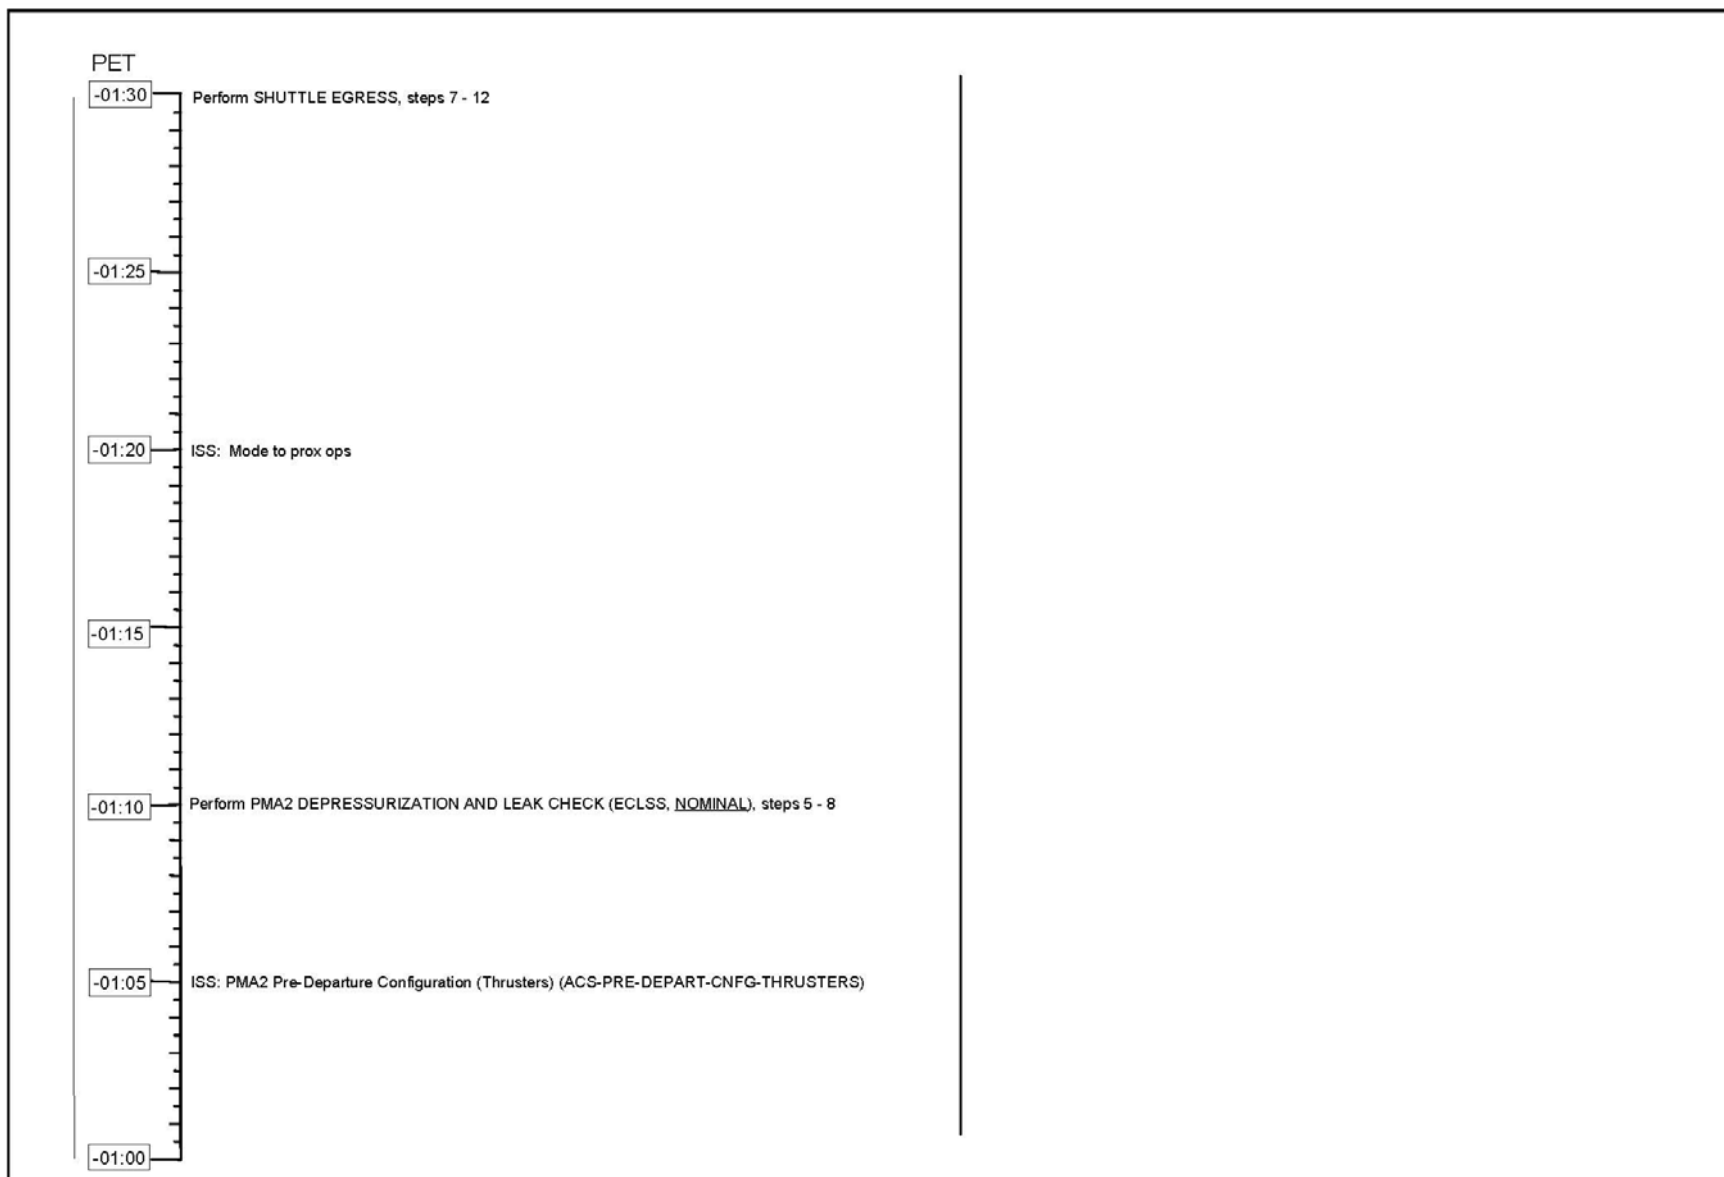 PET
-01:30 Perform SHUTTLE EGRESS, steps 7 - 12
-01:25
-01:20 ISS: Mode to prox ops
-01:15
-01:10 Perform PMA2 DEPRESSURIZATION AND LEAK CHECK (ECLSS, NOMINAL), steps 5 - 8
-01:05 ISS: PMA2 Pre-Departure Configuration (Thrusters) (ACS-PRE-DEPART-CNFG-THRUSTERS)
-01:00